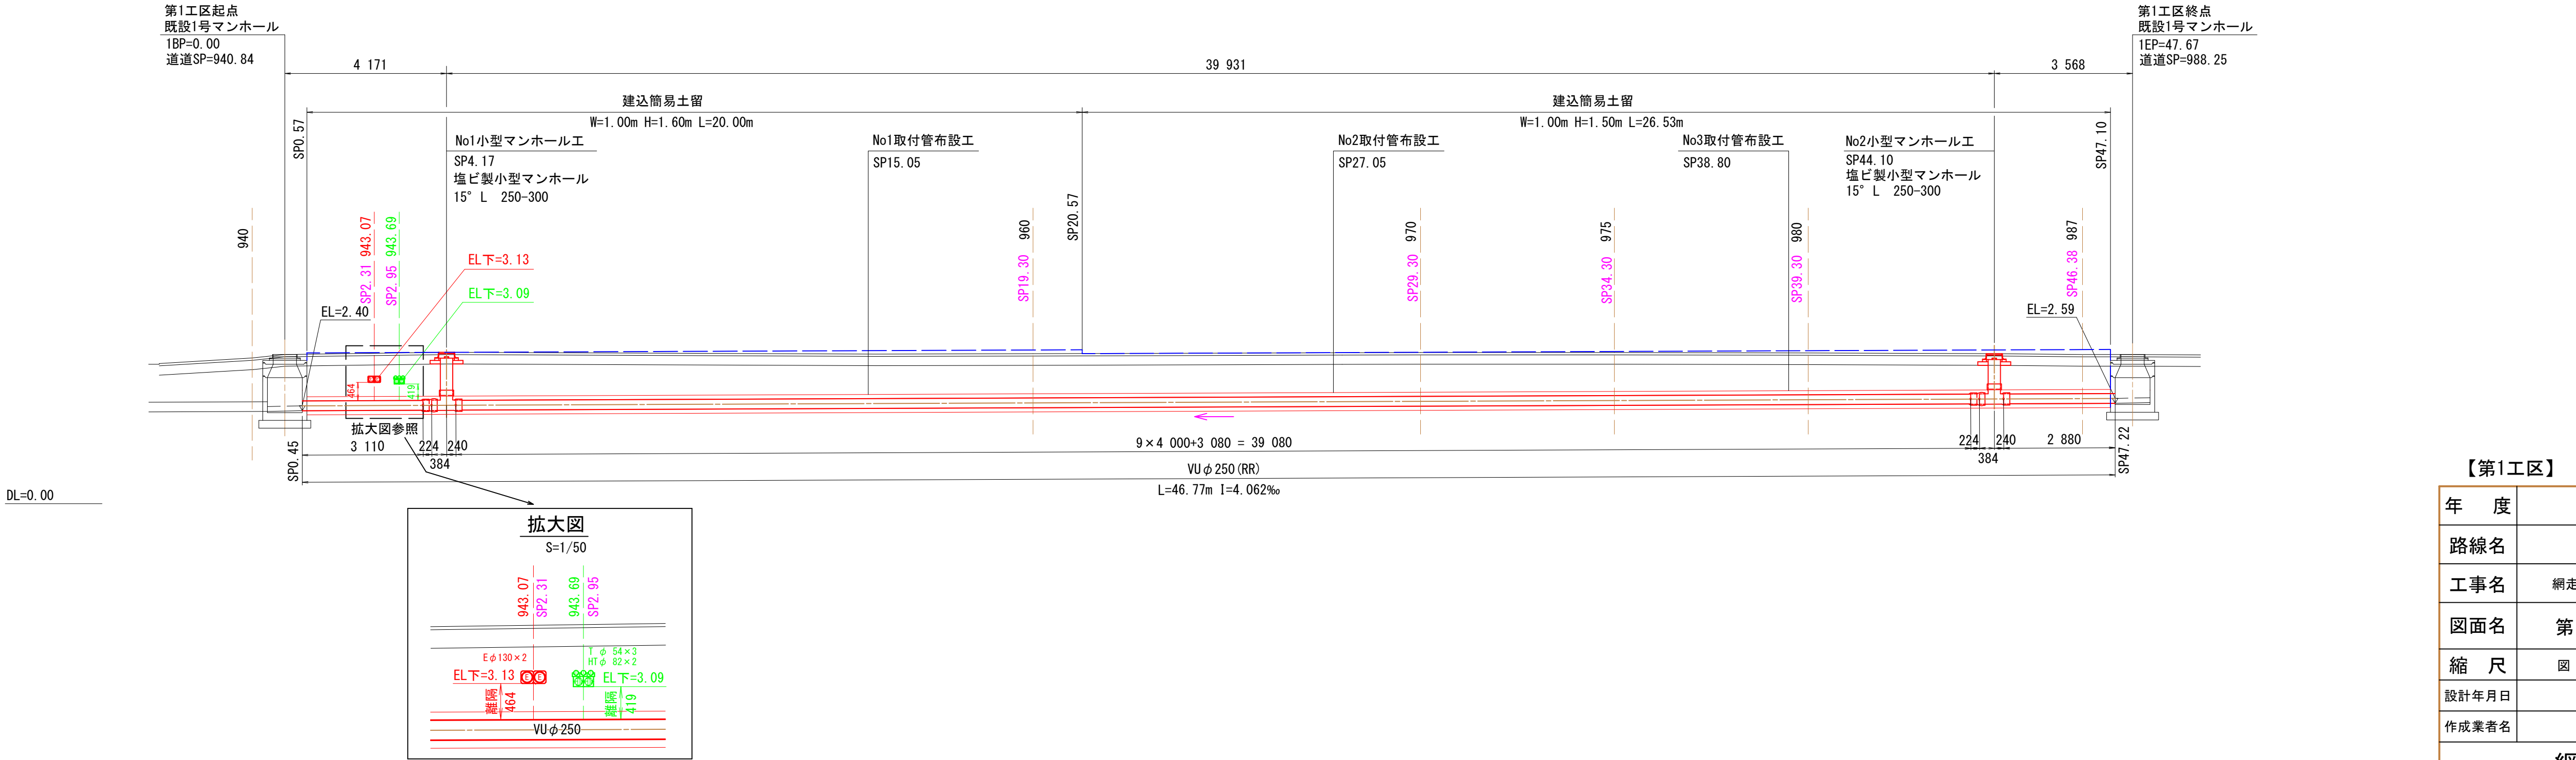 第1工区起点
既設1号マンホール
1BP=0.00
道道SP=940.84
第1工区終点
既設1号マンホール
1EP=47.67
道道SP=988.25
4 171
39 931
3 568
建込簡易土留
W=1.00m H=1.60m L=20.00m
建込簡易土留
W=1.00m H=1.50m L=26.53m
SP0.57
SP20.57
SP47.10
No1小型マンホール工
SP4.17
塩ビ製小型マンホール
15° L 250-300
No1取付管布設工
SP15.05
No2取付管布設工
SP27.05
No3取付管布設工
SP38.80
No2小型マンホール工
SP44.10
塩ビ製小型マンホール
15° L 250-300
940
SP2.31 943.07
SP2.95 943.69
SP19.30 960
SP29.30 970
SP34.30 975
SP39.30 980
SP46.38 987
EL下=3.13
EL下=3.09
EL=2.40
EL=2.59
464
419
拡大図参照
SP0.45
3 110
224
384
240
9×4 000+3 080 = 39 080
224
384
240
2 880
SP47.22
VUφ250(RR)
L=46.77m I=4.062‰
DL=0.00
拡大図
S=1/50
943.07
SP2.31
943.69
SP2.95
Eφ130×2
T φ 54×3
HTφ 82×2
EL下=3.13
E E
EL下=3.09
離隔
464
離隔
419
VUφ250
【第1工区】
年 度
路線名
工事名 網走
図面名 第
縮 尺 図
設計年月日
作成業者名